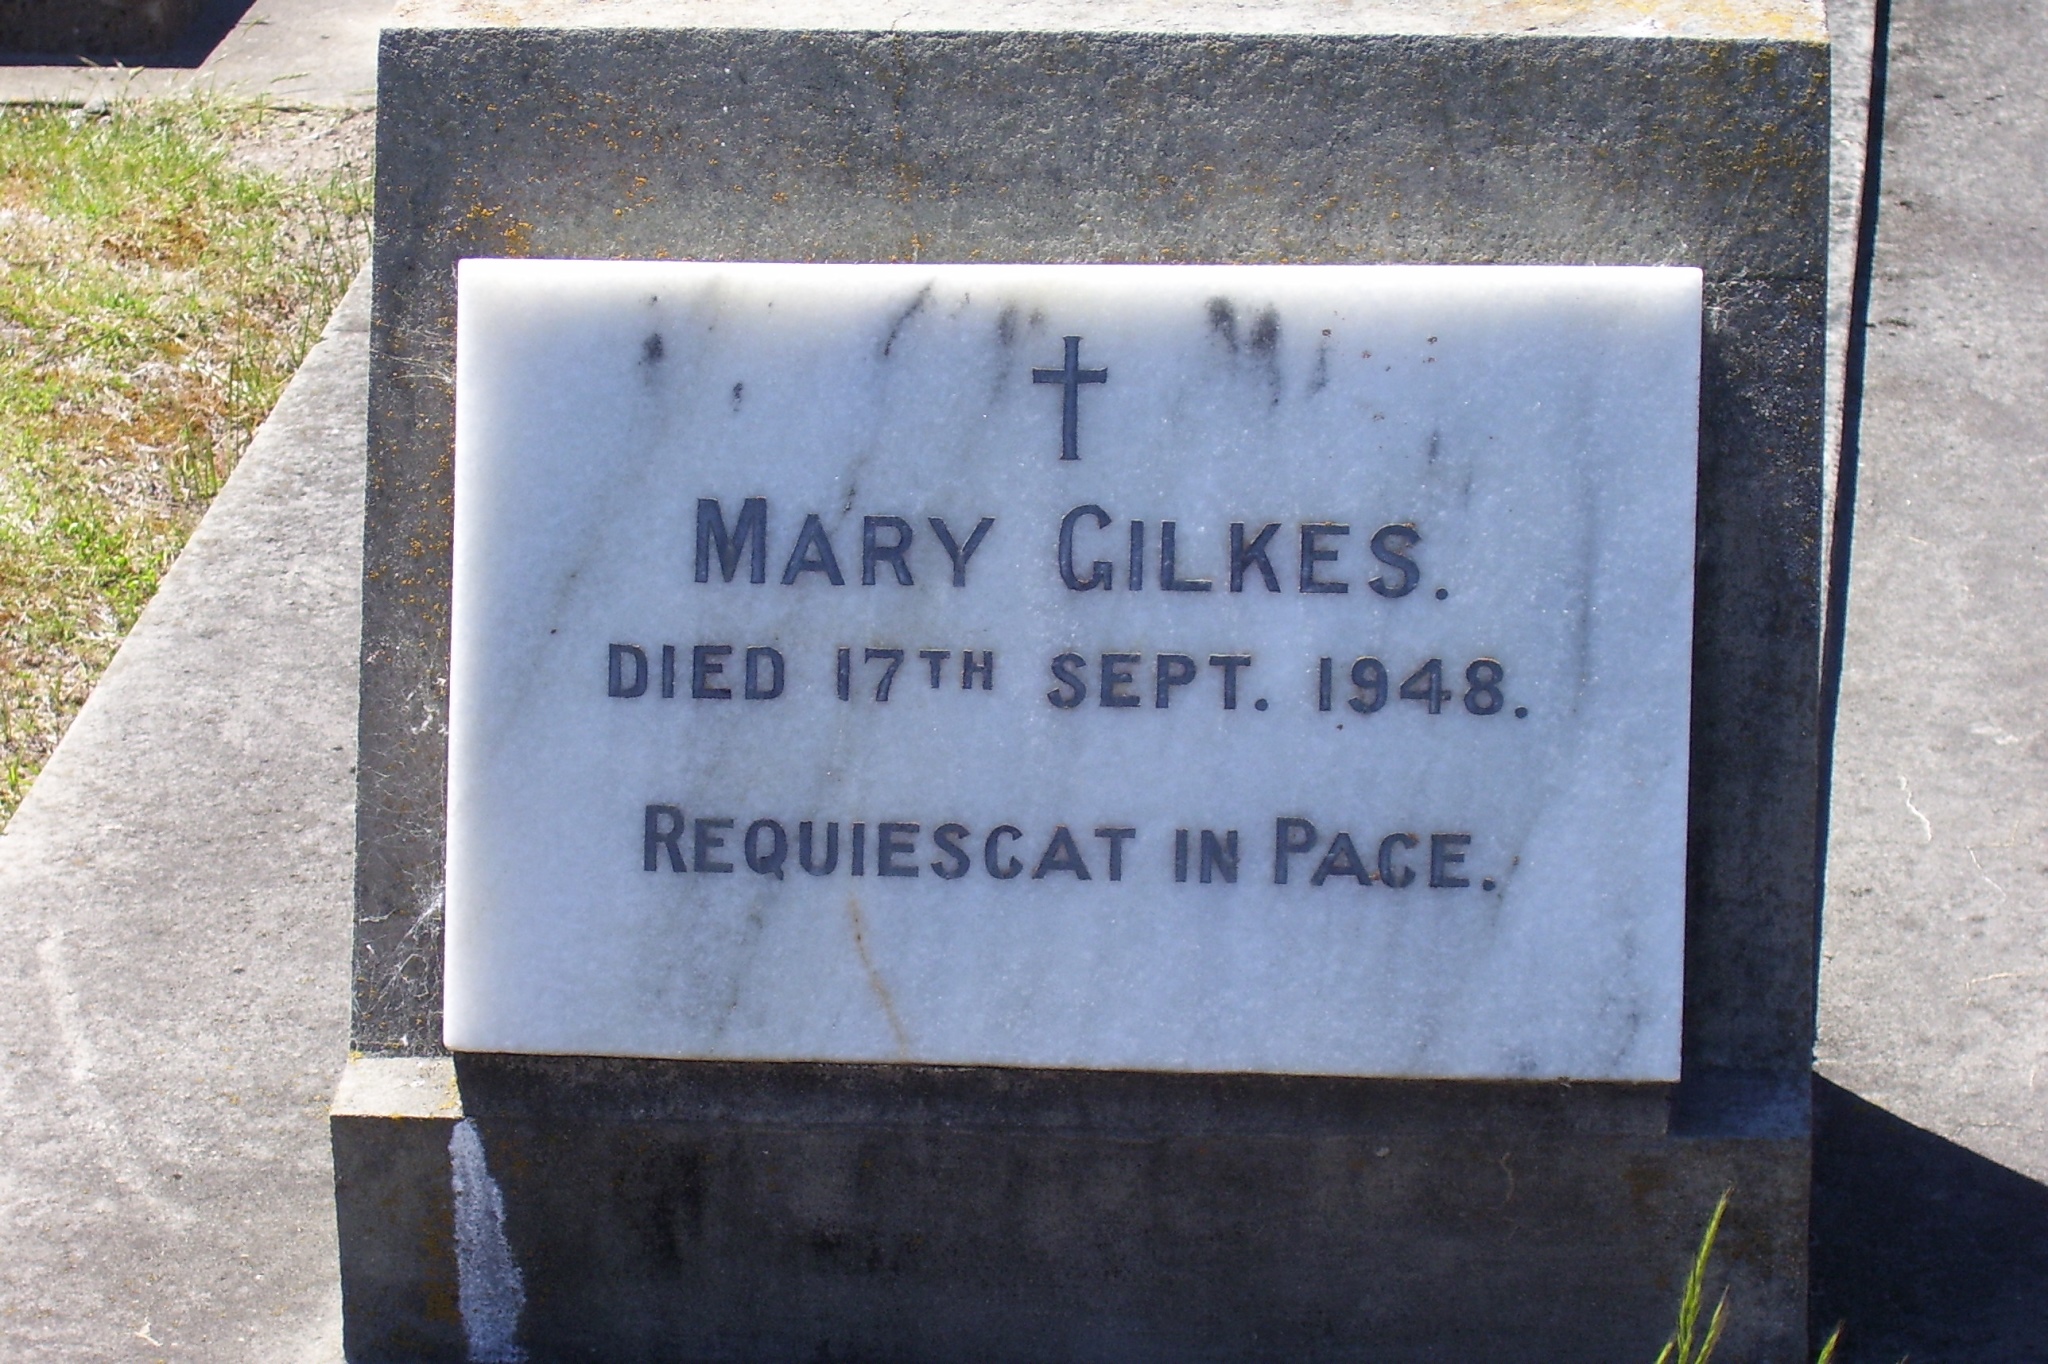 MARY GILKES.
DIED 17TH SEPT. 1948.
REQUIESCAT IN PACE.